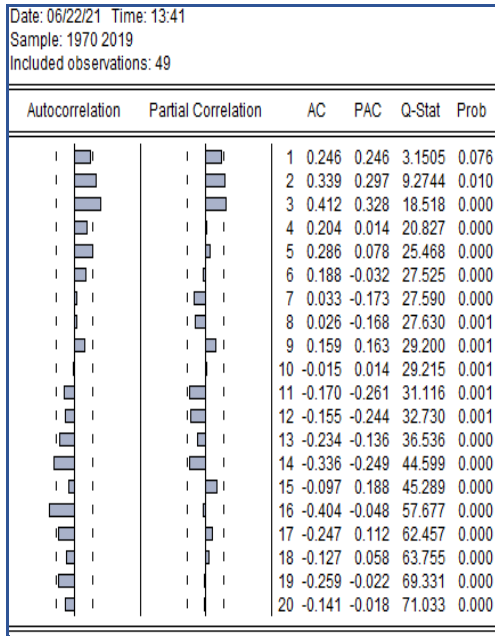 Date: 06/22/21 Time: 13:41
Sample: 1970 2019
Included observations: 49
Autocorrelation Partial Correlation AC PAC Q-Stat Prob
1 0.246 0.246 3.1505 0.076
2 0.339 0.297 9.2744 0.010
3 0.412 0.328 18.518 0.000
4 0.204 0.014 20.827 0.000
5 0.286 0.078 25.468 0.000
6 0.188 -0.032 27.525 0.000
7 0.033 -0.173 27.590 0.000
8 0.026 -0.168 27.630 0.001
9 0.159 0.163 29.200 0.001
10 -0.015 0.014 29.215 0.001
11 -0.170 -0.261 31.116 0.001
12 -0.155 -0.244 32.730 0.001
13 -0.234 -0.136 36.536 0.000
14 -0.336 -0.249 44.599 0.000
15 -0.097 0.188 45.289 0.000
16 -0.404 -0.048 57.677 0.000
17 -0.247 0.112 62.457 0.000
18 -0.127 0.058 63.755 0.000
19 -0.259 -0.022 69.331 0.000
20 -0.141 -0.018 71.033 0.000